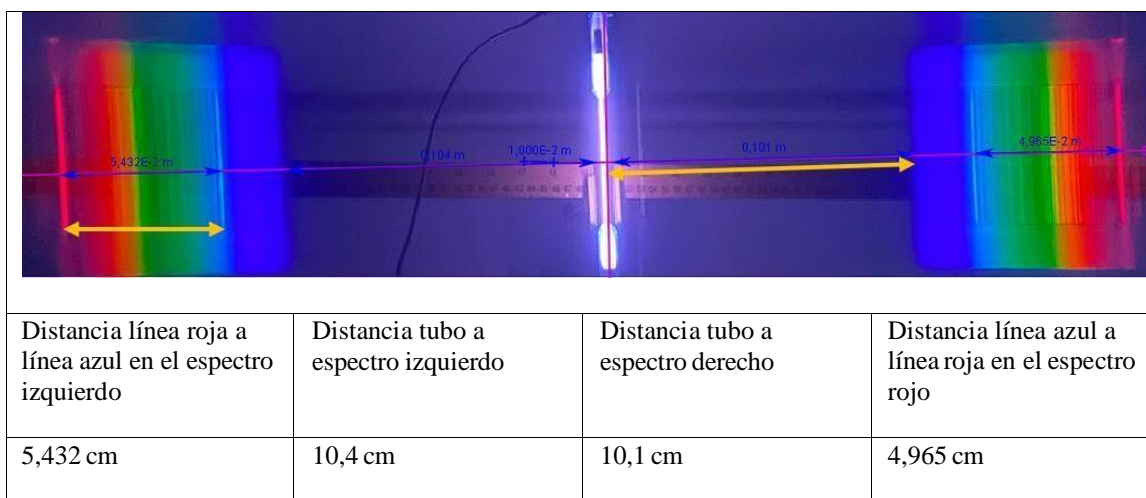 5,432E-2 m
0,104 m
1,000E-2 m
0,101 m
4,965E-2 m
Distancia línea roja a
línea azul en el espectro
izquierdo
Distancia tubo a
espectro izquierdo
Distancia tubo a
espectro derecho
Distancia línea azul a
línea roja en el espectro
rojo
5,432 cm
10,4 cm
10,1 cm
4,965 cm